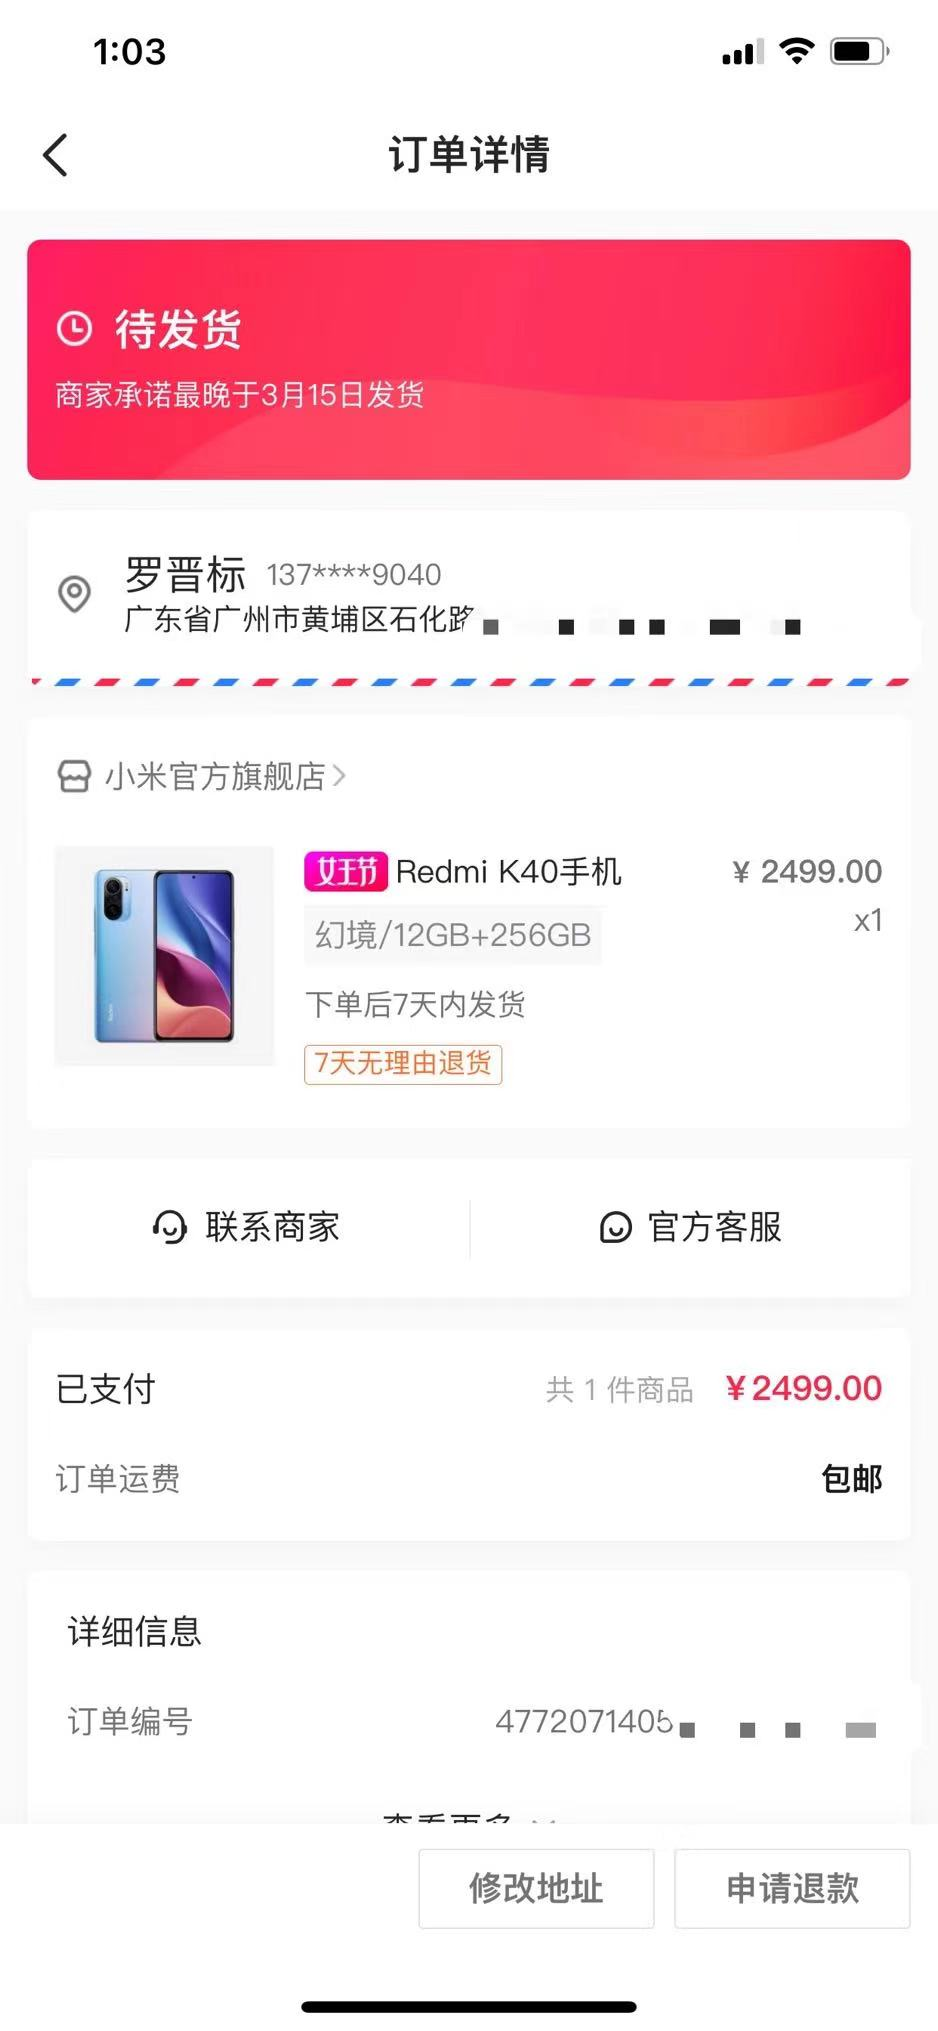 1:03
订单详情
待发货
商家承诺最晚于3月15日发货
罗晋标 137****9040
广东省广州市黄埔区石化路
小米官方旗舰店
女王节 Redmi K40手机 ¥ 2499.00
幻境/12GB+256GB x1
下单后7天内发货
7天无理由退货
联系商家 官方客服
已支付 共 1 件商品 ¥2499.00
订单运费 包邮
详细信息
订单编号 4772071405
查看更多
修改地址 申请退款